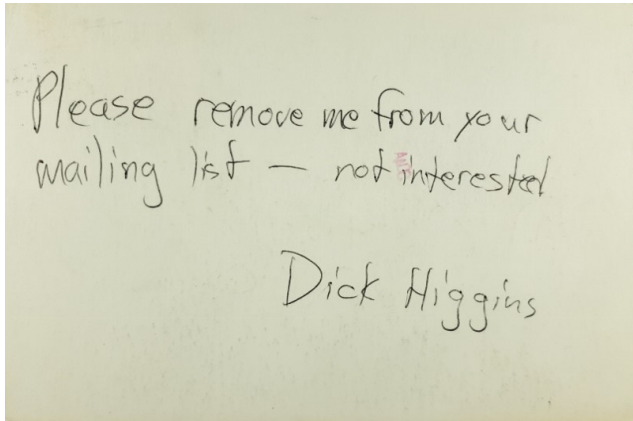 Please remove me from your
mailing list — not interested
Dick Higgins